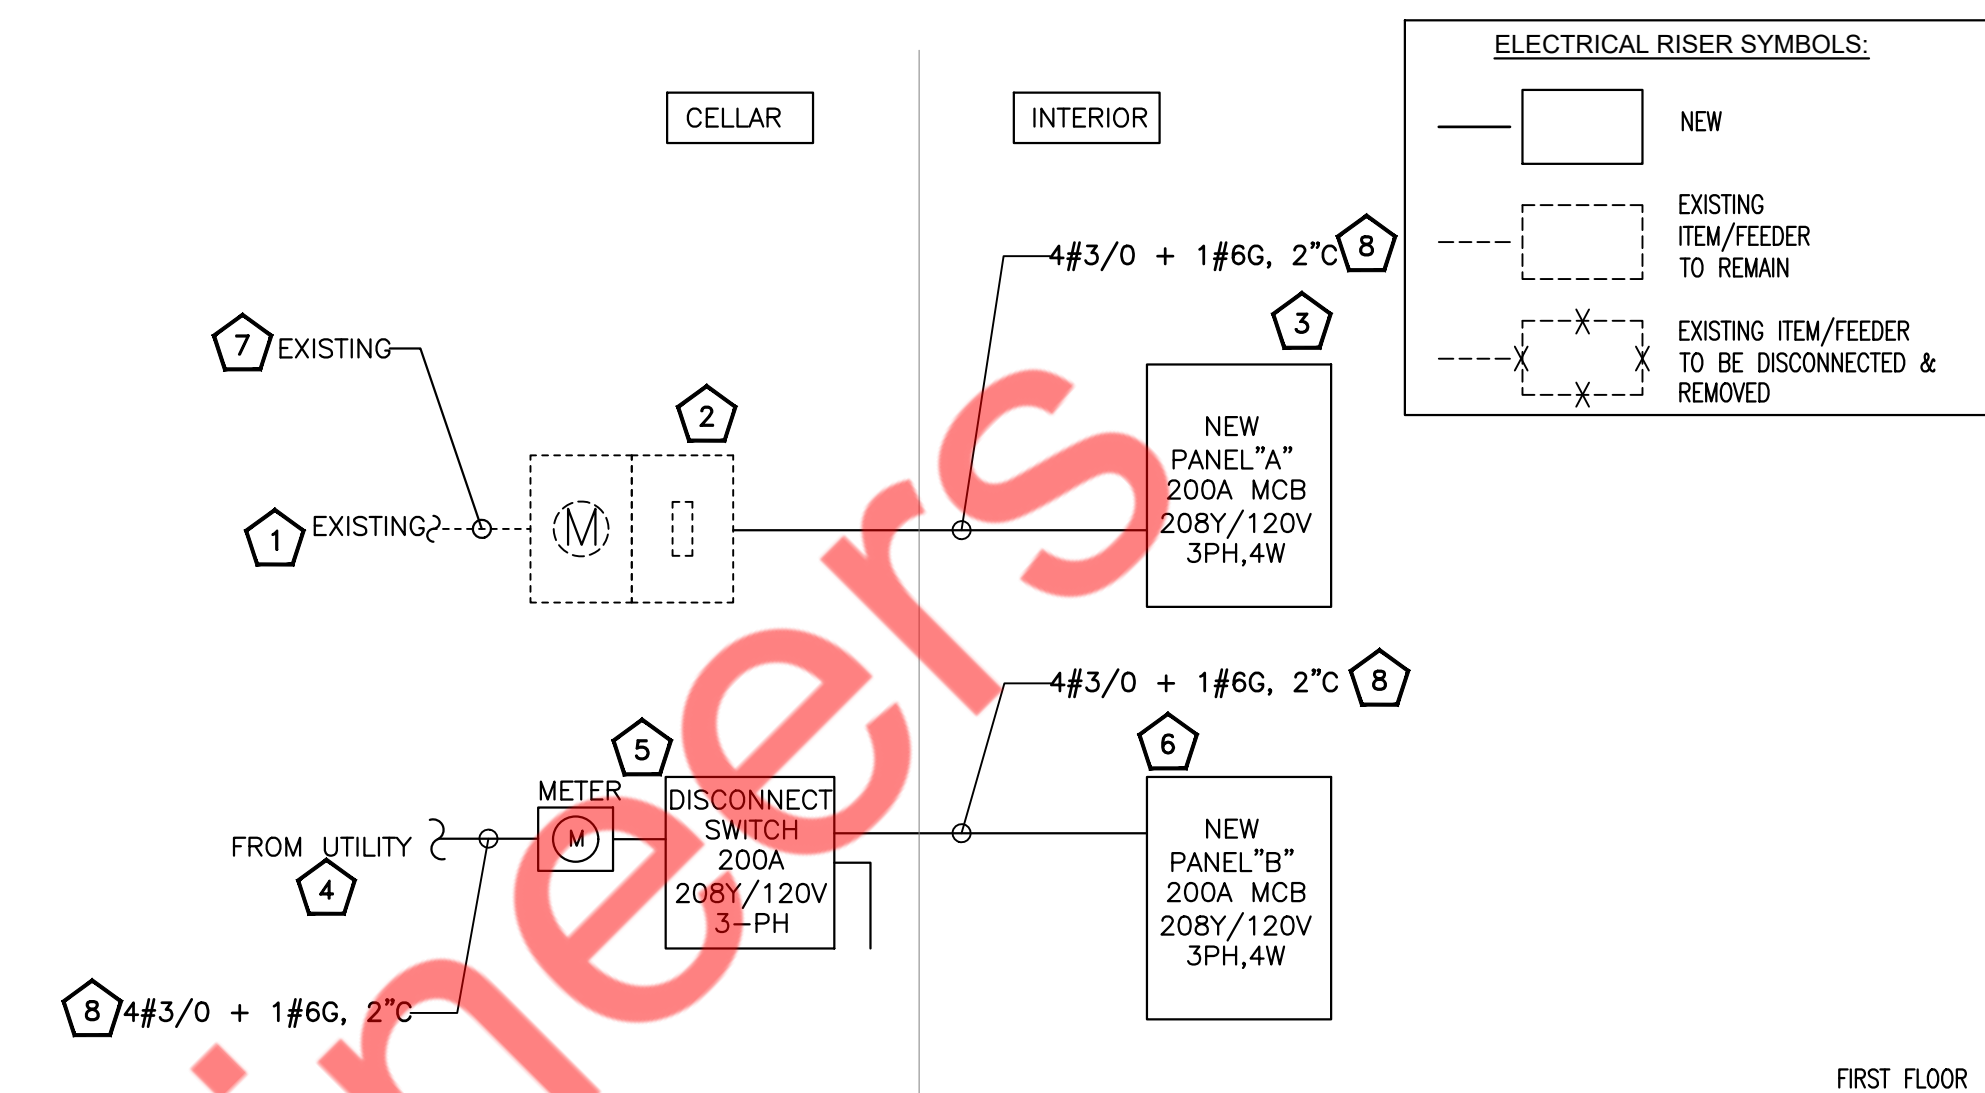 ELECTRICAL RISER SYMBOLS:
NEW
EXISTING
ITEM/FEEDER
TO REMAIN
EXISTING ITEM/FEEDER
TO BE DISCONNECTED &
REMOVED
CELLAR
INTERIOR
4#3/0 + 1#6G, 2"C 8
3
7 EXISTING
2
1 EXISTING
M
NEW
PANEL"A"
200A MCB
208Y/120V
3PH,4W
4#3/0 + 1#6G, 2"C 8
5
6
METER
M
FROM UTILITY
4
DISCONNECT
SWITCH
200A
208Y/120V
3-PH
NEW
PANEL"B"
200A MCB
208Y/120V
3PH,4W
8 4#3/0 + 1#6G, 2"C
FIRST FLOOR
ineers